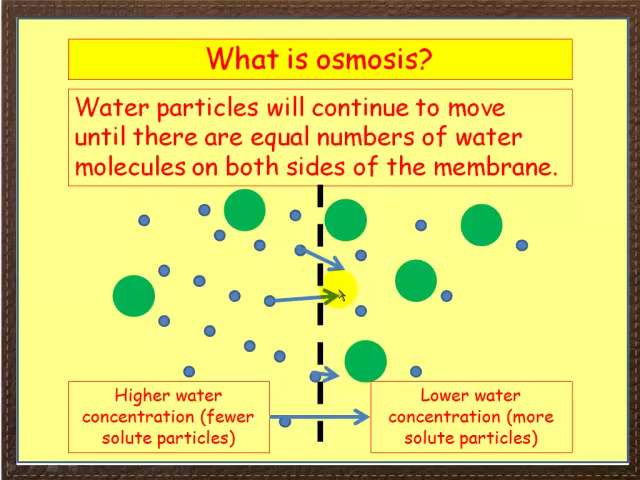 What is osmosis?
Water particles will continue to move
until there are equal numbers of water
molecules on both sides of the membrane.
Higher water
concentration (fewer
solute particles)
Lower water
concentration (more
solute particles)